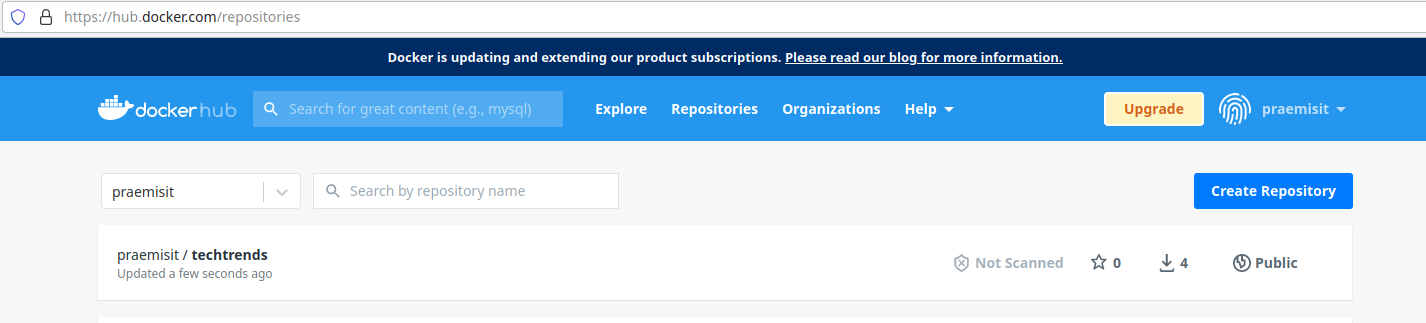 https://hub.docker.com/repositories
Docker is updating and extending our product subscriptions. Please read our blog for more information.
dockerhub Search for great content (e.g., mysql) Explore Repositories Organizations Help Upgrade praemisit
praemisit Search by repository name Create Repository
praemisit / techtrends
Updated a few seconds ago
Not Scanned 0 4 Public